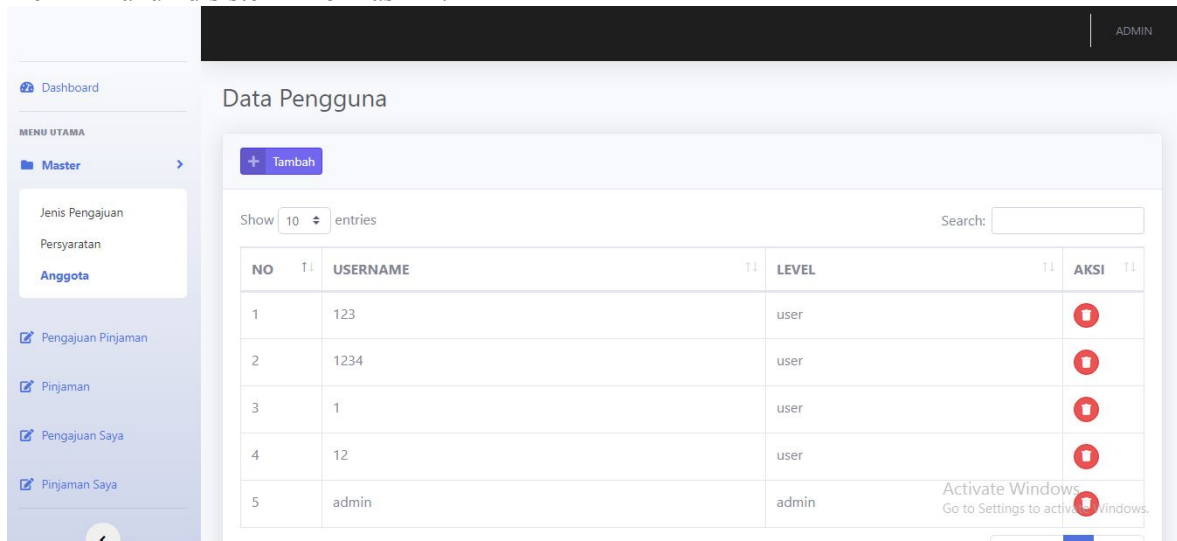 ADMIN
Dashboard
MENU UTAMA
Master
Jenis Pengajuan
Persyaratan
Anggota
Pengajuan Pinjaman
Pinjaman
Pengajuan Saya
Pinjaman Saya
Data Pengguna
+ Tambah
Show 10 entries
Search:
NO USERNAME LEVEL AKSI
1 123 user
2 1234 user
3 1 user
4 12 user
5 admin admin
Activate Windows
Go to Settings to activate Windows.